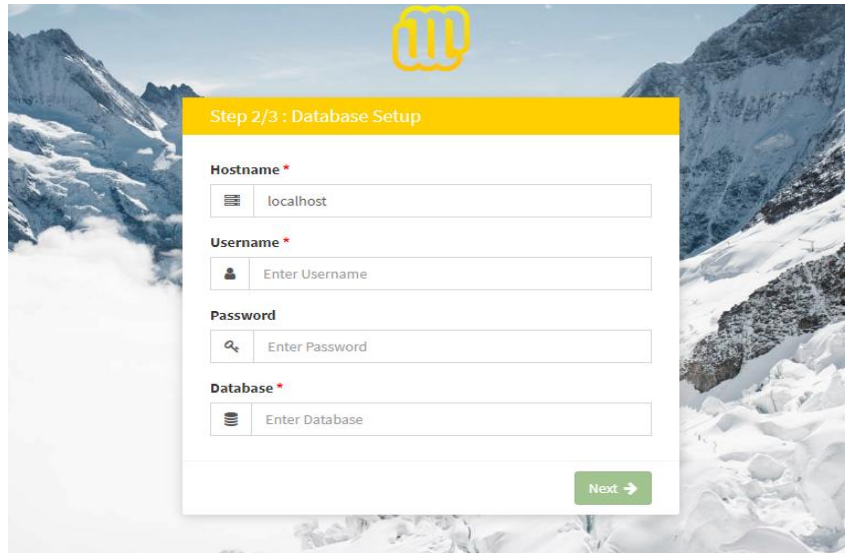 Step 2/3 : Database Setup
Hostname *
localhost
Username *
Enter Username
Password
Enter Password
Database *
Enter Database
Next